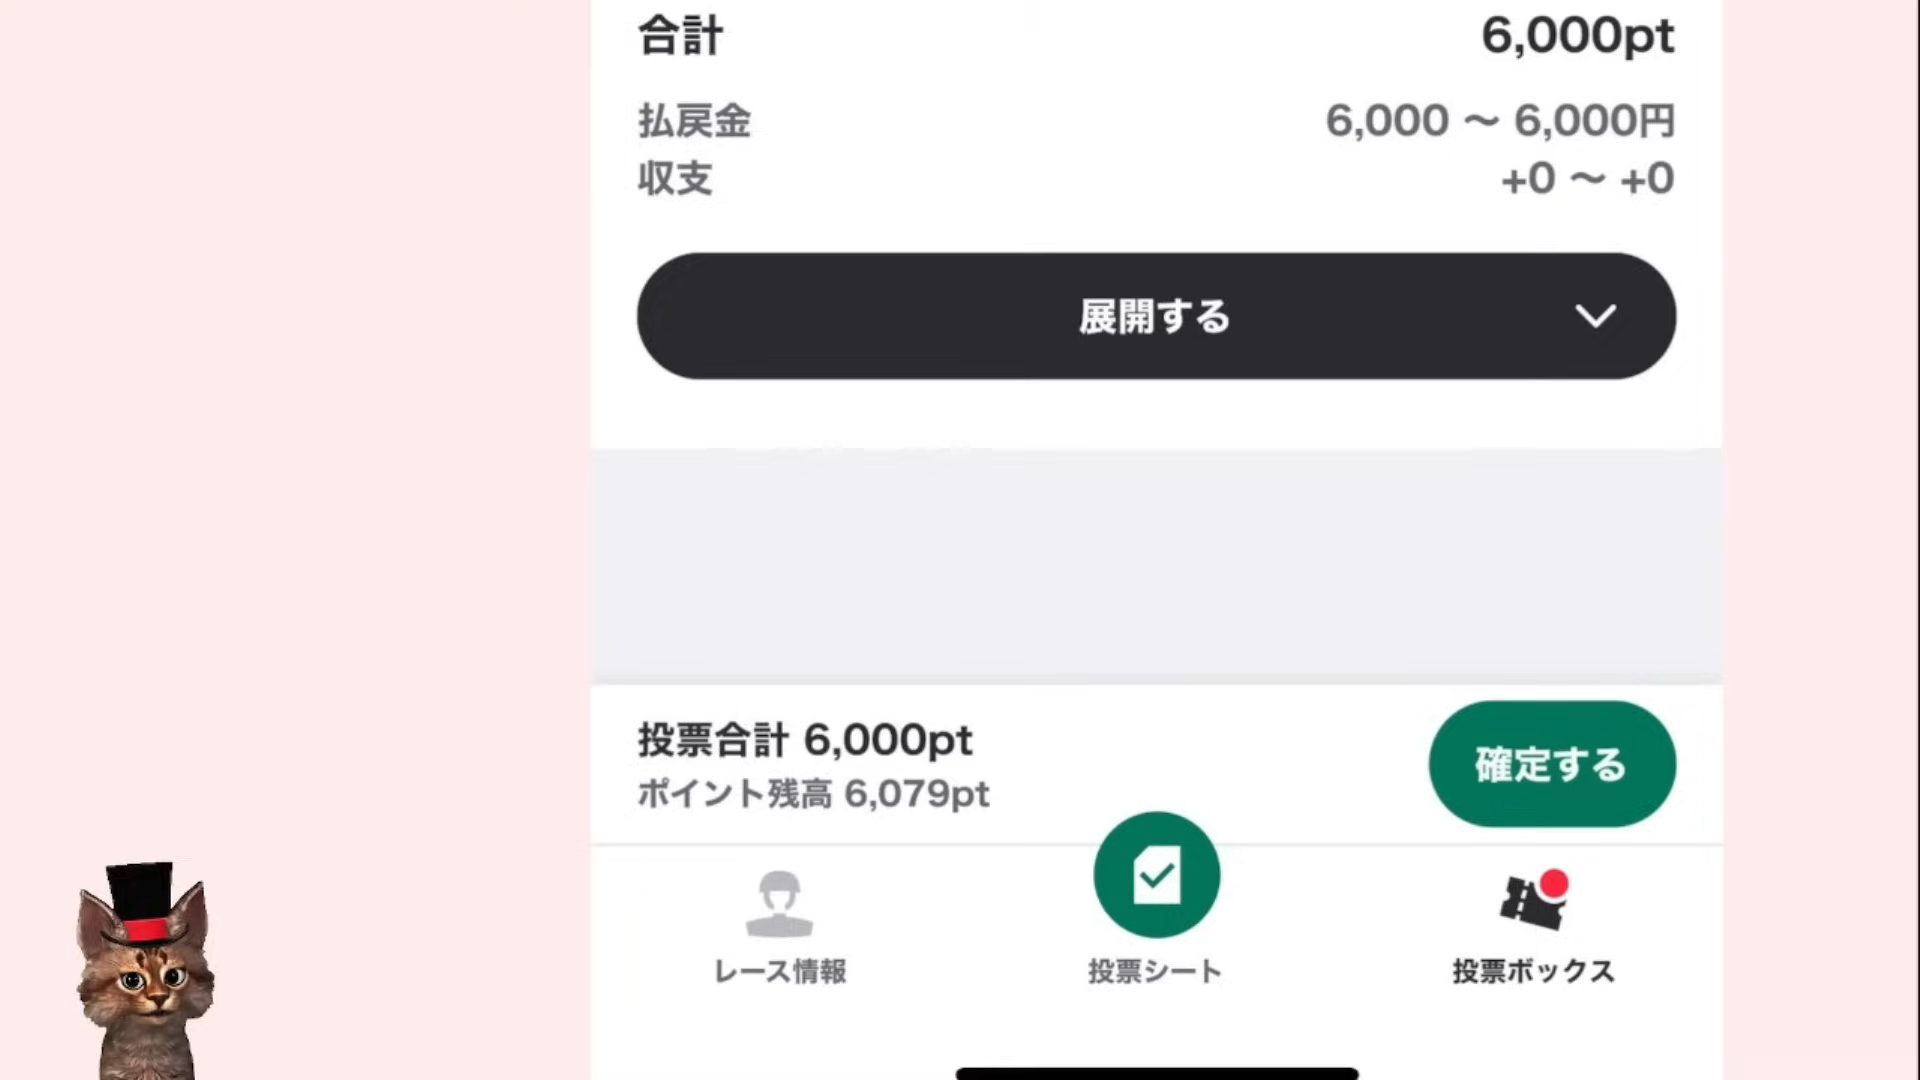 合計 6,000pt
払戻金 6,000 〜 6,000円
収支 +0 〜 +0
展開する
投票合計 6,000pt
ポイント残高 6,079pt
確定する
レース情報
投票シート
投票ボックス